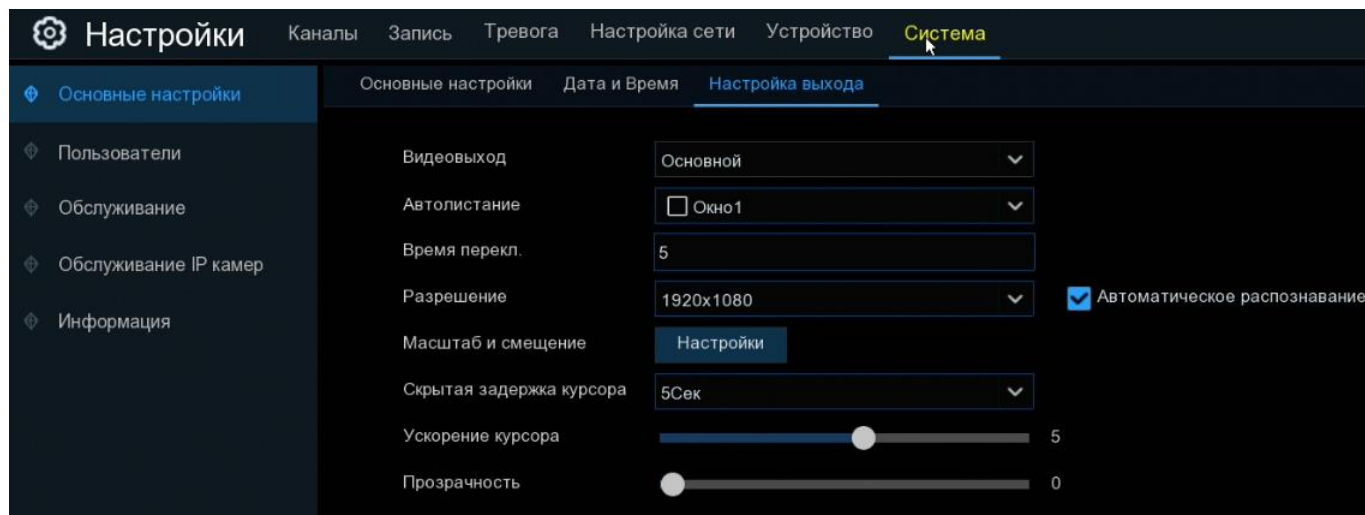 Настройки Каналы Запись Тревога Настройка сети Устройство Система
Основные настройки Дата и Время Настройка выхода
Основные настройки
Пользователи
Обслуживание
Обслуживание IP камер
Информация
Видеовыход Основной
Автолистание Окно1
Время перекл. 5
Разрешение 1920x1080 Автоматическое распознавание
Масштаб и смещение Настройки
Скрытая задержка курсора 5Сек
Ускорение курсора 5
Прозрачность 0